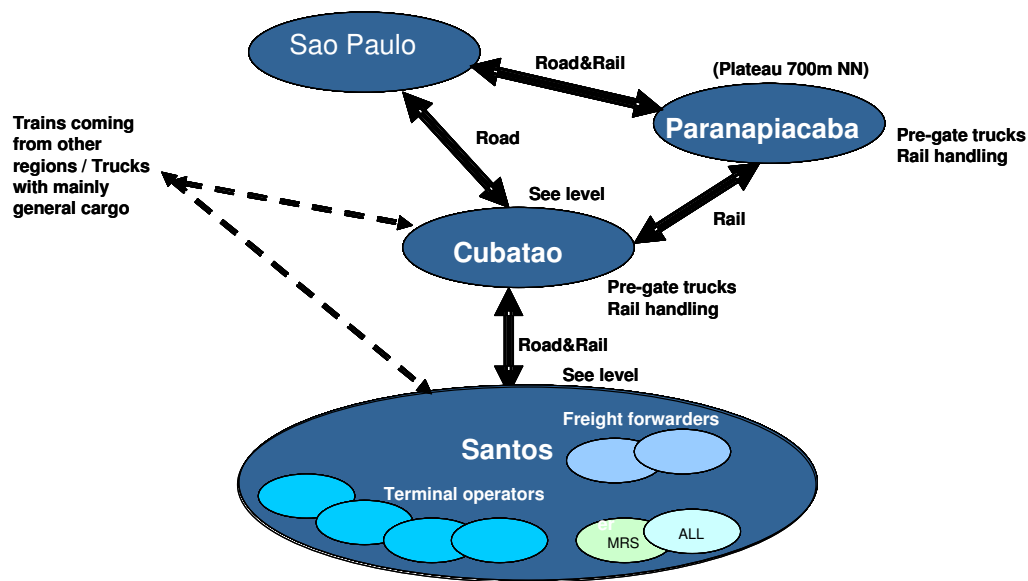 Sao Paulo
Road&Rail
(Plateau 700m NN)
Paranapiacaba
Pre-gate trucks
Rail handling
Trains coming
from other
regions / Trucks
with mainly
general cargo
Road
See level
Rail
Cubatao
Pre-gate trucks
Rail handling
Road&Rail
See level
Freight forwarders
Santos
Terminal operators
er
MRS
ALL